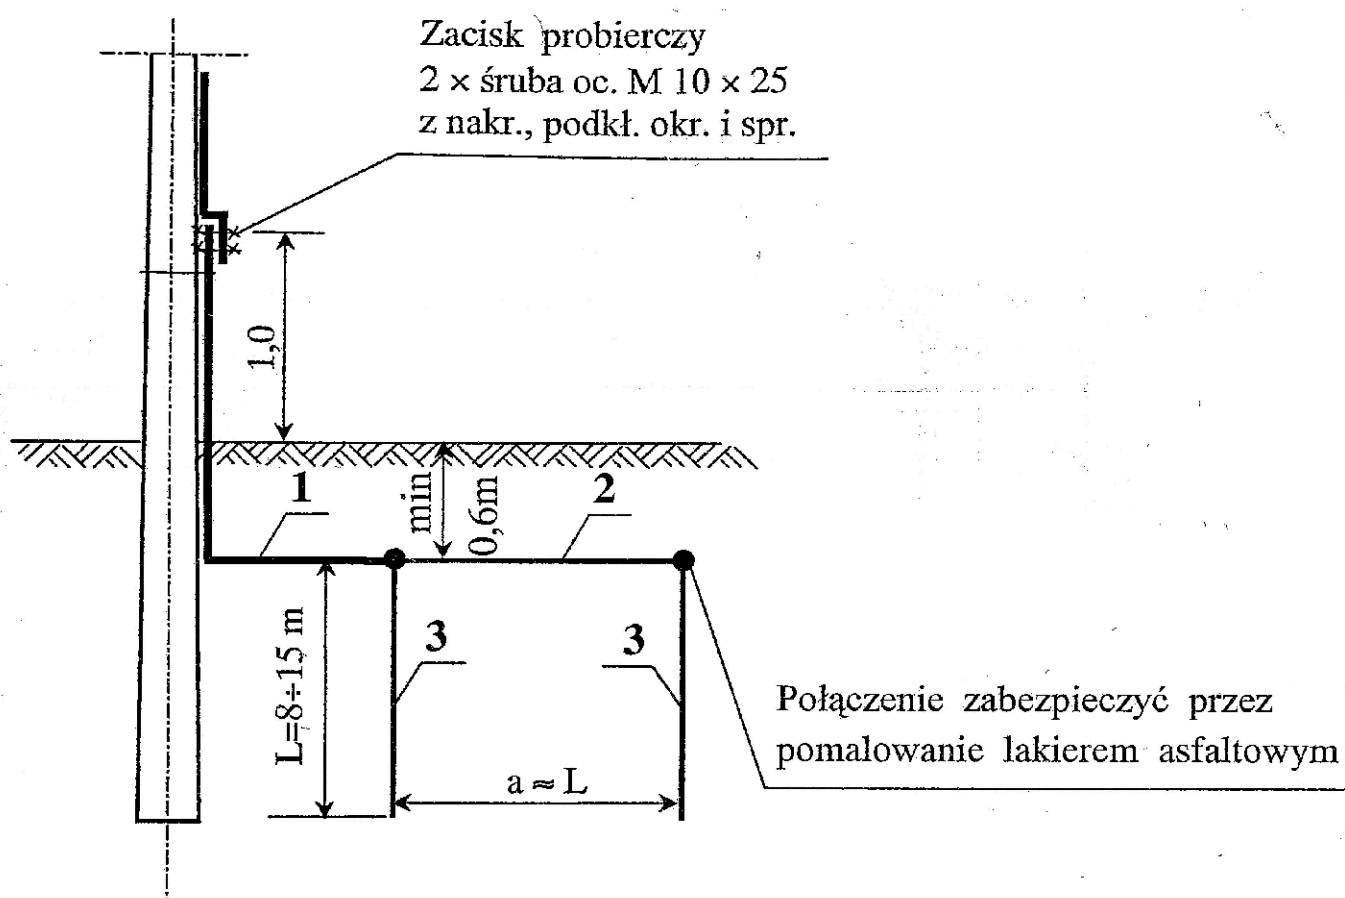 Zacisk probierczy
2 x śruba oc. M 10 x 25
z nakr., podkł. okr. i spr.
1,0
1
min
0,6m
2
L=8÷15 m
3
3
a ≈ L
Połączenie zabezpieczyć przez
pomalowanie lakierem asfaltowym